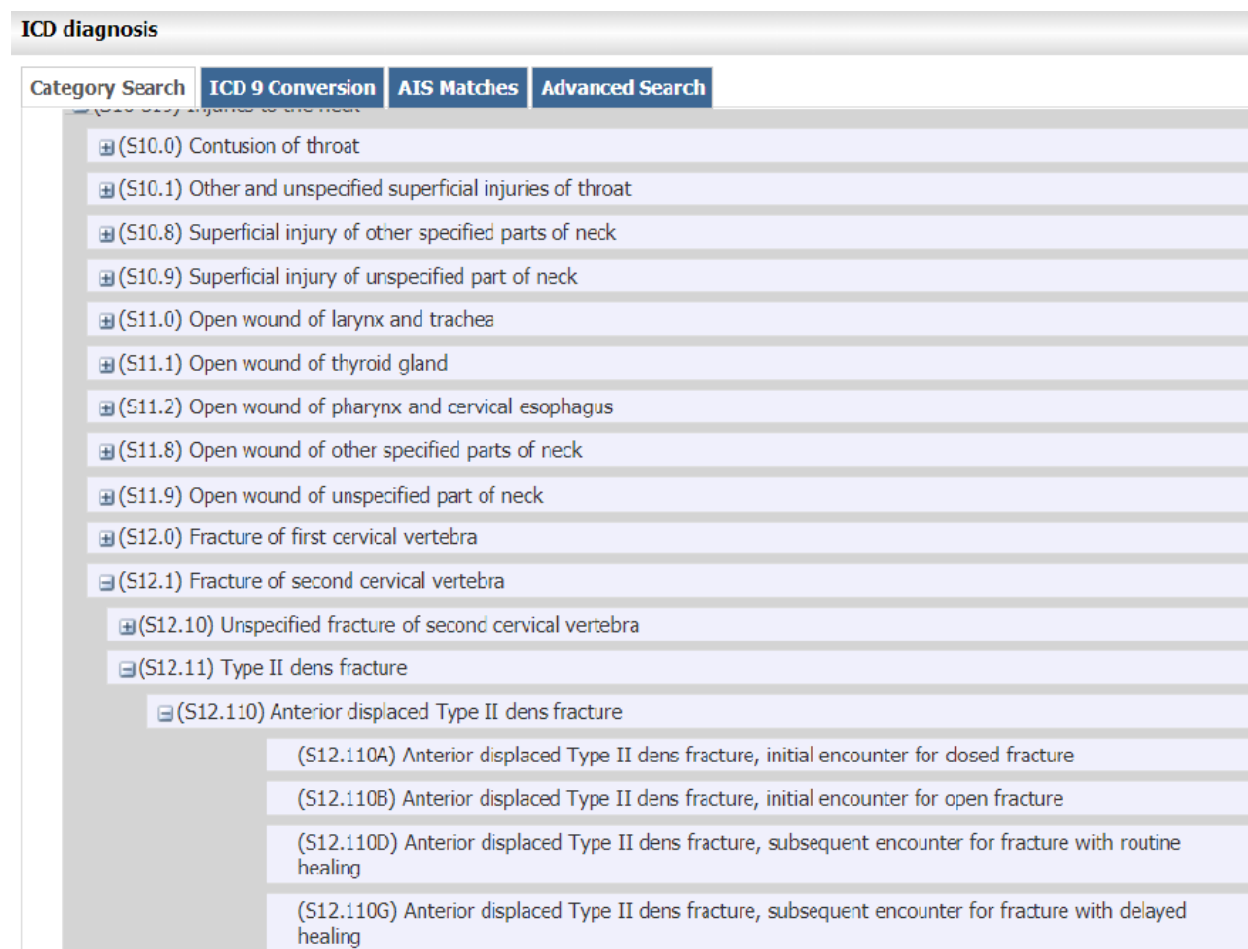 ICD diagnosis
Category Search ICD 9 Conversion AIS Matches Advanced Search
(S10-S19) Injuries to the neck
(S10.0) Contusion of throat
(S10.1) Other and unspecified superficial injuries of throat
(S10.8) Superficial injury of other specified parts of neck
(S10.9) Superficial injury of unspecified part of neck
(S11.0) Open wound of larynx and trachea
(S11.1) Open wound of thyroid gland
(S11.2) Open wound of pharynx and cervical esophagus
(S11.8) Open wound of other specified parts of neck
(S11.9) Open wound of unspecified part of neck
(S12.0) Fracture of first cervical vertebra
(S12.1) Fracture of second cervical vertebra
(S12.10) Unspecified fracture of second cervical vertebra
(S12.11) Type II dens fracture
(S12.110) Anterior displaced Type II dens fracture
(S12.110A) Anterior displaced Type II dens fracture, initial encounter for closed fracture
(S12.110B) Anterior displaced Type II dens fracture, initial encounter for open fracture
(S12.110D) Anterior displaced Type II dens fracture, subsequent encounter for fracture with routine
healing
(S12.110G) Anterior displaced Type II dens fracture, subsequent encounter for fracture with delayed
healing